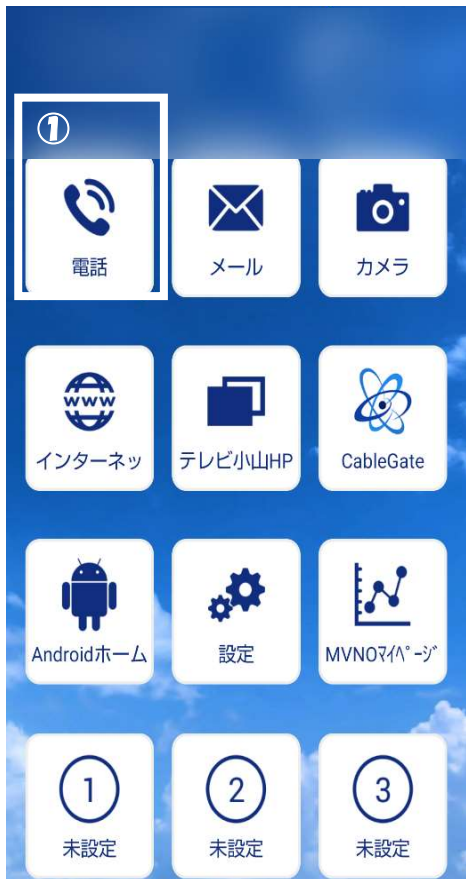 ①
電話
メール
カメラ
www
インターネッ
テレビ小山HP
CableGate
Androidホーム
設定
MVNOマイページ
1
2
3
未設定
未設定
未設定